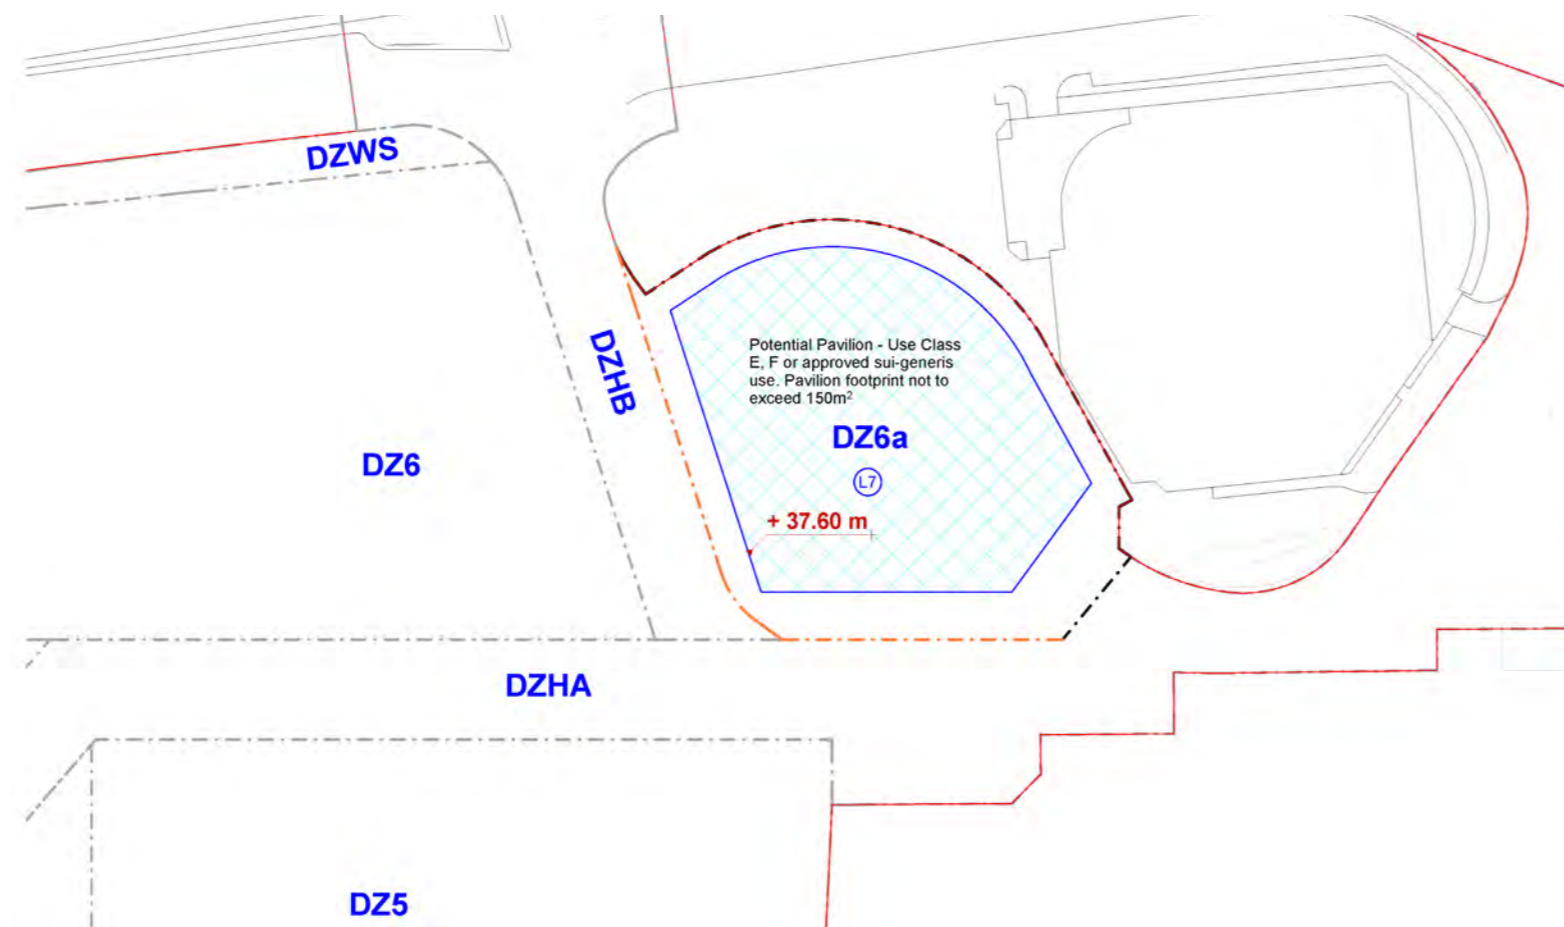 DZWS
DZHB
Potential Pavilion - Use Class
E, F or approved sui-generis
use. Pavilion footprint not to
exceed 150m²
DZ6a
DZ6
L7
+ 37.60 m
DZHA
DZ5